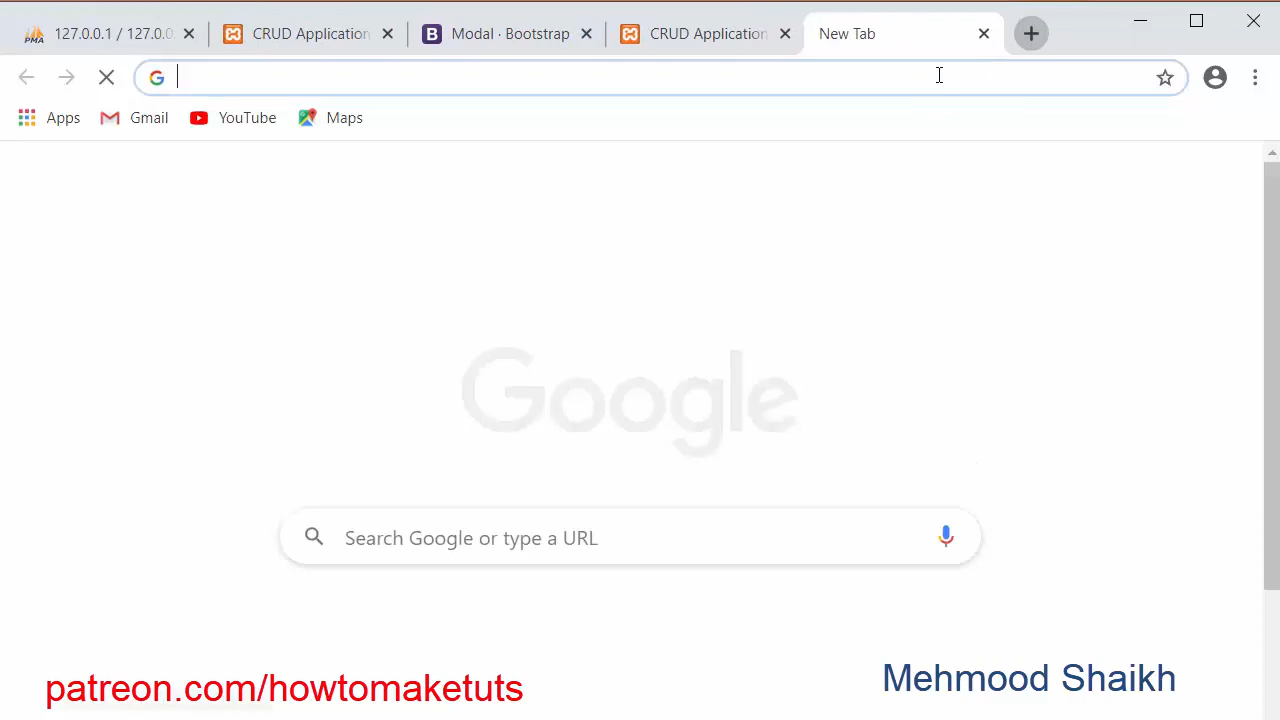 PMA 127.0.0.1 / 127.0.0. CRUD Application B Modal · Bootstrap CRUD Application New Tab
Apps Gmail YouTube Maps
Google
Search Google or type a URL
patreon.com/howtomaketuts
Mehmood Shaikh